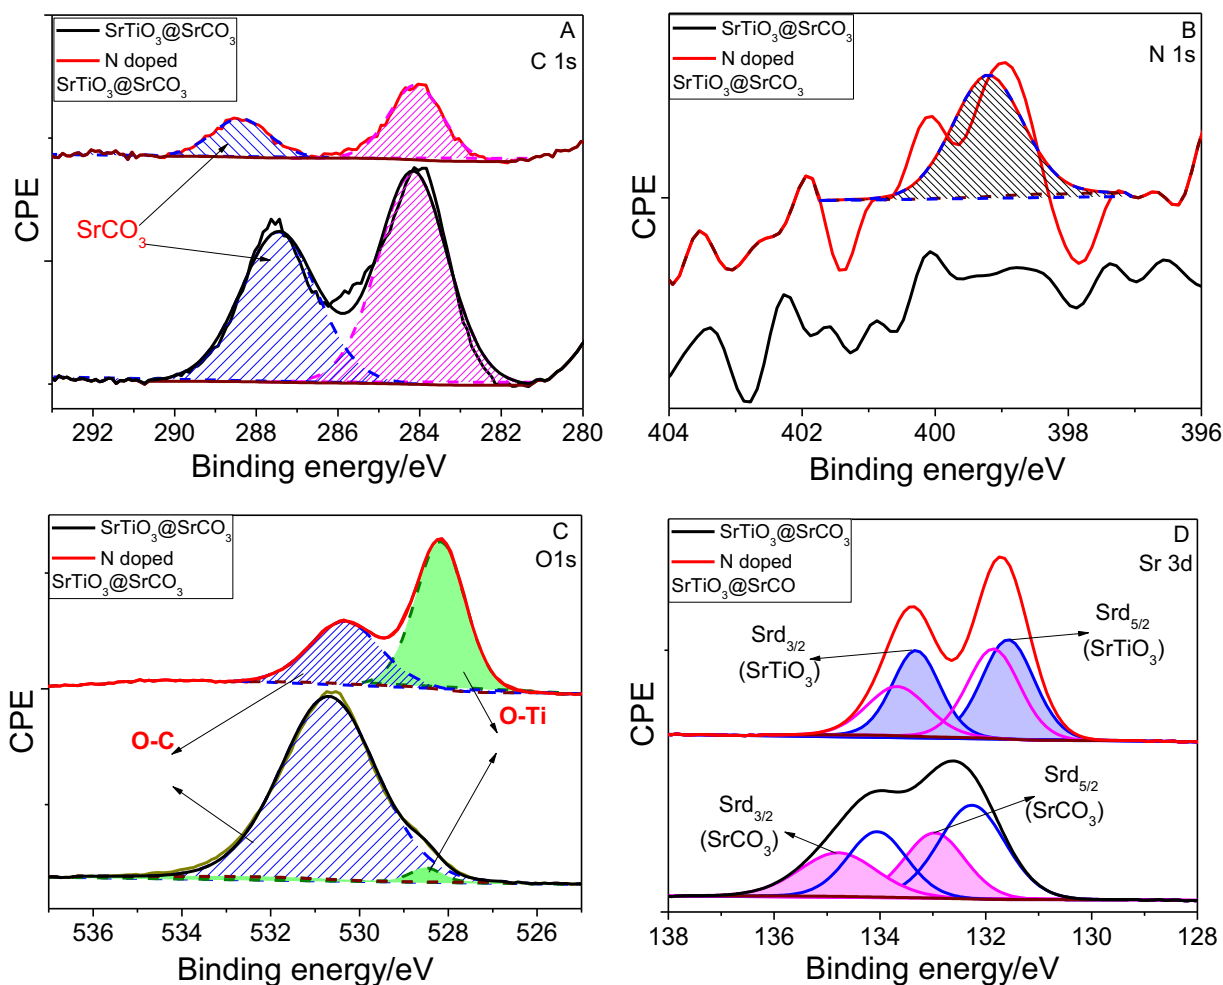 SrTiO₃@SrCO₃
N doped
SrTiO₃@SrCO₃
A
C 1s
SrCO₃
CPE
292 290 288 286 284 282 280
Binding energy/eV
SrTiO₃@SrCO₃
N doped
SrTiO₃@SrCO₃
B
N 1s
CPE
404 402 400 398 396
Binding energy/eV
SrTiO₃@SrCO₃
N doped
SrTiO₃@SrCO₃
C
O1s
O-C
O-Ti
CPE
536 534 532 530 528 526
Binding energy/eV
SrTiO₃@SrCO₃
N doped
SrTiO₃@SrCO
D
Sr 3d
Srd₃/₂
(SrTiO₃)
Srd₅/₂
(SrTiO₃)
Srd₃/₂
(SrCO₃)
Srd₅/₂
(SrCO₃)
CPE
138 136 134 132 130 128
Binding energy/eV